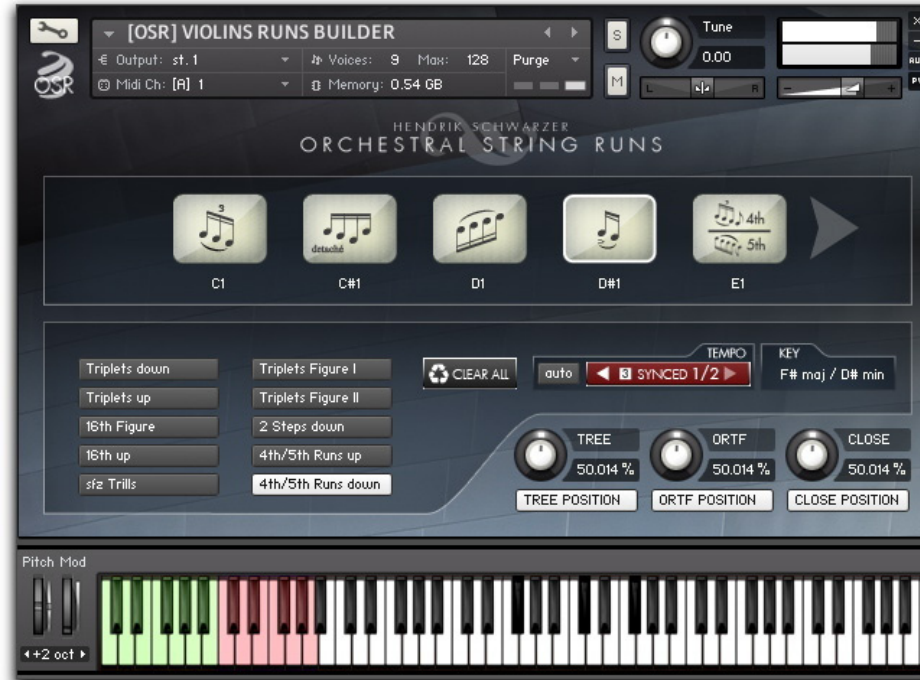 [OSR] VIOLINS RUNS BUILDER
Output: st.1
Voices: 9 Max: 128 Purge
Midi Ch: [A] 1
Memory: 0.54 GB
S
M
Tune
0.00
L R
- +
OSR
HENDRIK SCHWARZER
ORCHESTRAL STRING RUNS
3
detaché
4th
5th
C1
C#1
D1
D#1
E1
Triplets down
Triplets up
16th Figure
16th up
sfz Trills
Triplets Figure I
Triplets Figure II
2 Steps down
4th/5th Runs up
4th/5th Runs down
CLEAR ALL
TEMPO
auto
3 SYNCED 1/2
KEY
F# maj / D# min
TREE
50.014 %
TREE POSITION
ORTF
50.014 %
ORTF POSITION
CLOSE
50.014 %
CLOSE POSITION
Pitch Mod
+2 oct